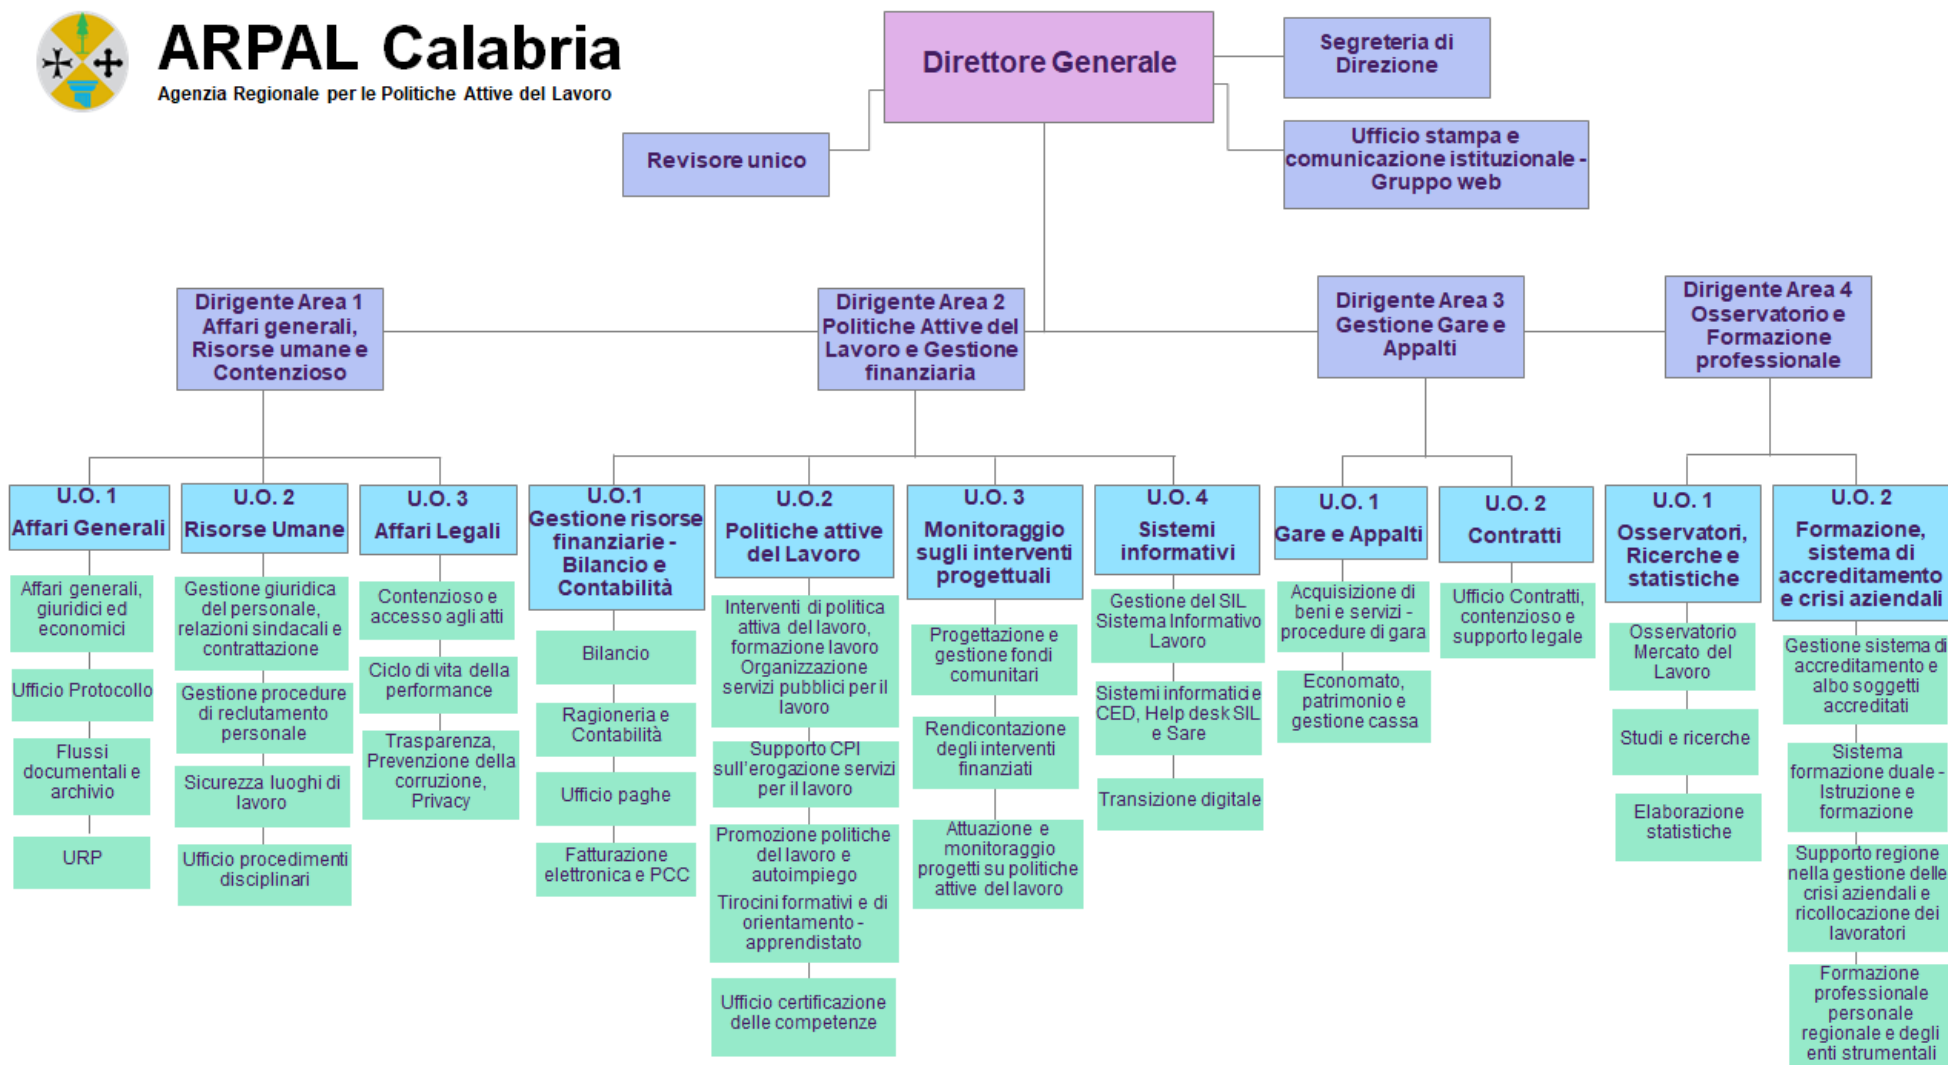 ARPAL Calabria
Agenzia Regionale per le Politiche Attive del Lavoro
Direttore Generale
Segreteria di
Direzione
Revisore unico
Ufficio stampa e
comunicazione istituzionale -
Gruppo web
Dirigente Area 1
Affari generali,
Risorse umane e
Contenzioso
Dirigente Area 2
Politiche Attive del
Lavoro e Gestione
finanziaria
Dirigente Area 3
Gestione Gare e
Appalti
Dirigente Area 4
Osservatorio e
Formazione
professionale
U.O. 1
Affari Generali
Affari generali,
giuridici ed
economici
Ufficio Protocollo
Flussi
documentali e
archivio
URP
U.O. 2
Risorse Umane
Gestione giuridica
del personale,
relazioni sindacali e
contrattazione
Gestione procedure
di reclutamento
personale
Sicurezza luoghi di
lavoro
Ufficio procedimenti
disciplinari
U.O. 3
Affari Legali
Contenzioso e
accesso agli atti
Ciclo di vita della
performance
Trasparenza,
Prevenzione della
corruzione,
Privacy
U.O.1
Gestione risorse
finanziarie -
Bilancio e
Contabilità
Bilancio
Ragioneria e
Contabilità
Ufficio paghe
Fatturazione
elettronica e PCC
U.O.2
Politiche attive
del Lavoro
Interventi di politica
attiva del lavoro,
formazione lavoro
Organizzazione
servizi pubblici per il
lavoro
Supporto CPI
sull'erogazione servizi
per il lavoro
Promozione politiche
del lavoro e
autoimpiego
Tirocini formativi e di
orientamento -
apprendistato
Ufficio certificazione
delle competenze
U.O. 3
Monitoraggio
sugli interventi
progettuali
Progettazione e
gestione fondi
comunitari
Rendicontazione
degli interventi
finanziati
Attuazione e
monitoraggio
progetti su politiche
attive del lavoro
U.O. 4
Sistemi
informativi
Gestione del SIL
Sistema Informativo
Lavoro
Sistemi informatici e
CED, Help desk SIL
e Sare
Transizione digitale
U.O. 1
Gare e Appalti
Acquisizione di
beni e servizi -
procedure di gara
Economato,
patrimonio e
gestione cassa
U.O. 2
Contratti
Ufficio Contratti,
contenzioso e
supporto legale
U.O. 1
Osservatori,
Ricerche e
statistiche
Osservatorio
Mercato del
Lavoro
Studi e ricerche
Elaborazione
statistiche
U.O. 2
Formazione,
sistema di
accreditamento
e crisi aziendali
Gestione sistema di
accreditamento e
albo soggetti
accreditati
Sistema
formazione duale -
Istruzione e
formazione
Supporto regione
nella gestione delle
crisi aziendali e
ricollocazione dei
lavoratori
Formazione
professionale
personale
regionale e degli
enti strumentali